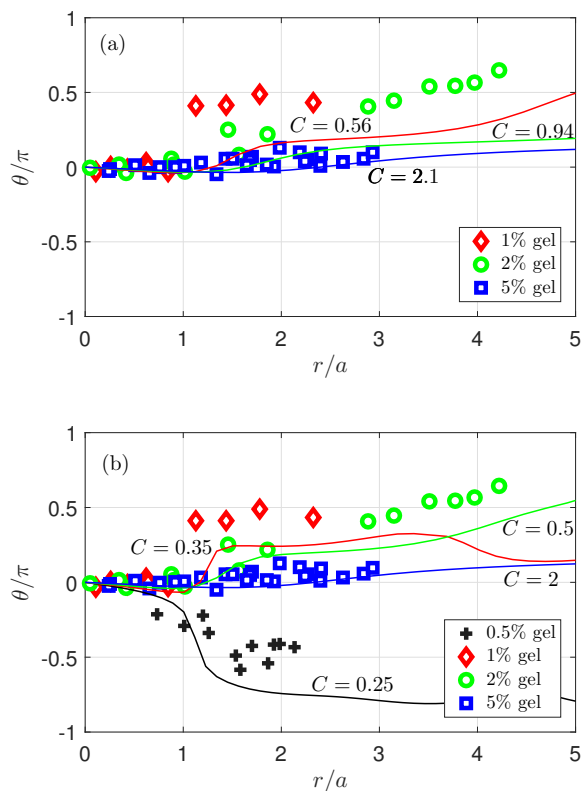 1
(a)
0.5
C = 0.56
C = 0.94
θ/π
0
C = 2.1
-0.5
1% gel
2% gel
5% gel
-1
0 1 2 3 4 5
r/a
1
(b)
0.5
C = 0.35
C = 0.5
θ/π
0
C = 2
-0.5
C = 0.25
0.5% gel
1% gel
2% gel
5% gel
-1
0 1 2 3 4 5
r/a